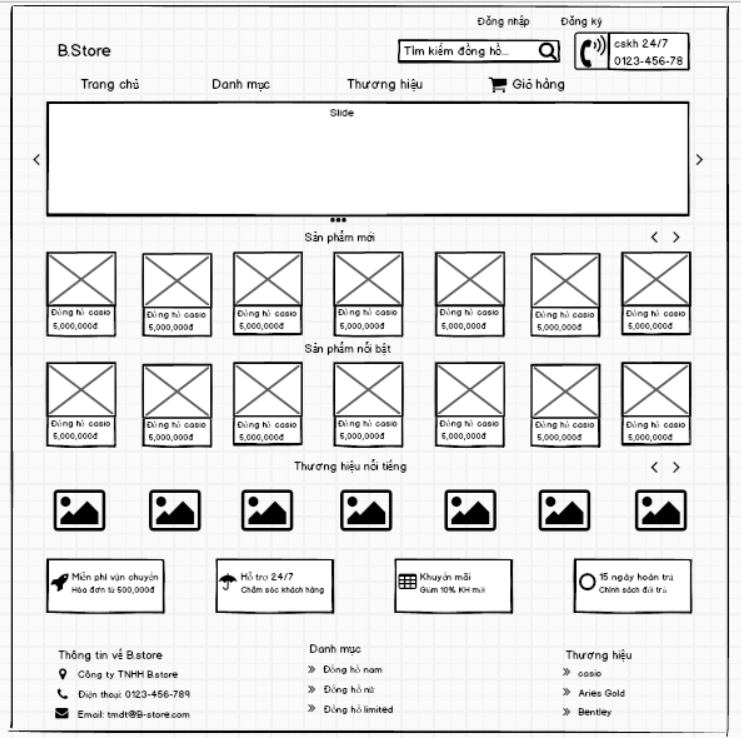 Đồng nhập Đồng ký
B.Store
Tìm kiếm đồng hồ...
cskh 24/7
0123-456-78
Trang chủ Danh mục Thương hiệu Giỏ hàng
Slide
Sản phẩm mới
Đồng hồ casio Đồng hồ casio Đồng hồ casio Đồng hồ casio Đồng hồ casio Đồng hồ casio Đồng hồ casio
5,000,000đ 5,000,000đ 5,000,000đ 5,000,000đ 5,000,000đ 5,000,000đ 5,000,000đ
Sản phẩm nổi bật
Đồng hồ casio Đồng hồ casio Đồng hồ casio Đồng hồ casio Đồng hồ casio Đồng hồ casio Đồng hồ casio
5,000,000đ 5,000,000đ 5,000,000đ 5,000,000đ 5,000,000đ 5,000,000đ 5,000,000đ
Thương hiệu nổi tiếng
Miễn phí vận chuyển
Hóa đơn từ 500,000đ
Hỗ trợ 24/7
Chăm sóc khách hàng
Khuyến mãi
Giảm 10% KH mới
15 ngày hoàn trả
Chính sách đổi trả
Thông tin về B.store
Công ty TNHH B.store
Điện thoại: 0123-456-789
Email: tmdt@B-store.com
Danh mục
Đồng hồ nam
Đồng hồ nữ
Đồng hồ limited
Thương hiệu
casio
Aries Gold
Bentley